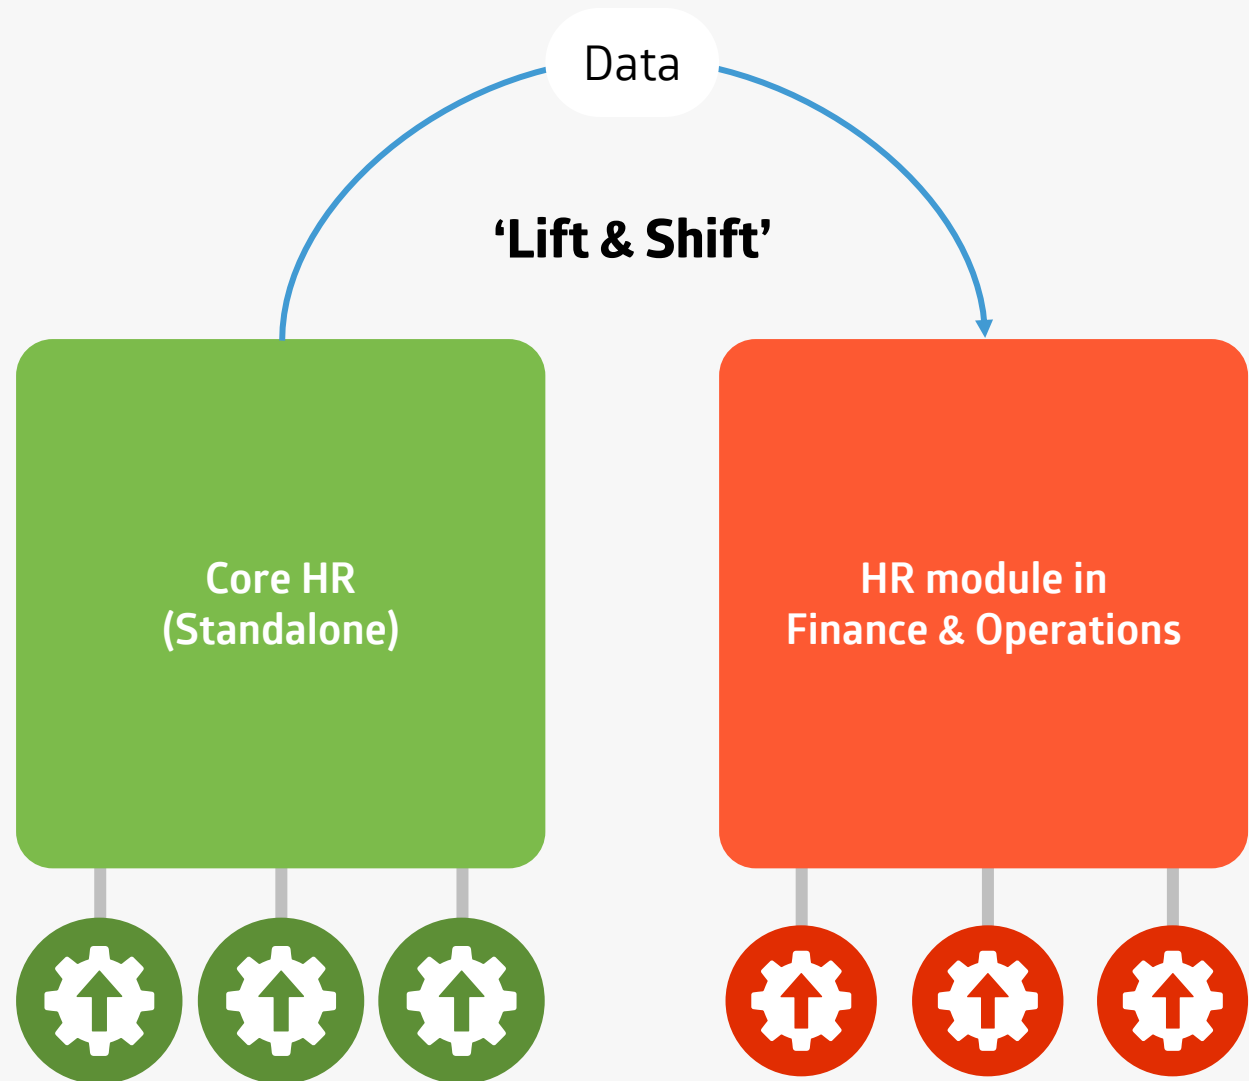 Data
‘Lift & Shift’
Core HR
(Standalone)
HR module in
Finance & Operations